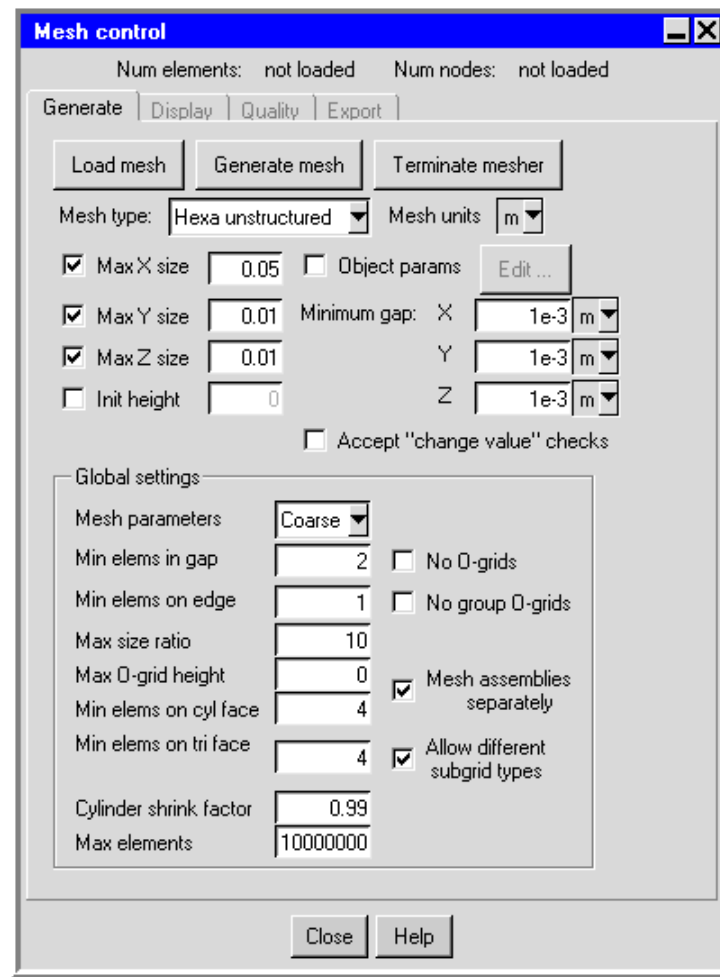 Mesh control
Num elements: not loaded Num nodes: not loaded
Generate Display Quality Export
Load mesh Generate mesh Terminate mesher
Mesh type: Hexa unstructured Mesh units m
Max X size 0.05 Object params Edit ...
Max Y size 0.01 Minimum gap: X 1e-3 m
Max Z size 0.01 Y 1e-3 m
Init height 0 Z 1e-3 m
Accept "change value" checks
Global settings
Mesh parameters Coarse
Min elems in gap 2 No O-grids
Min elems on edge 1 No group O-grids
Max size ratio 10
Max O-grid height 0 Mesh assemblies
Min elems on cyl face 4 separately
Min elems on tri face 4 Allow different
subgrid types
Cylinder shrink factor 0.99
Max elements 10000000
Close Help